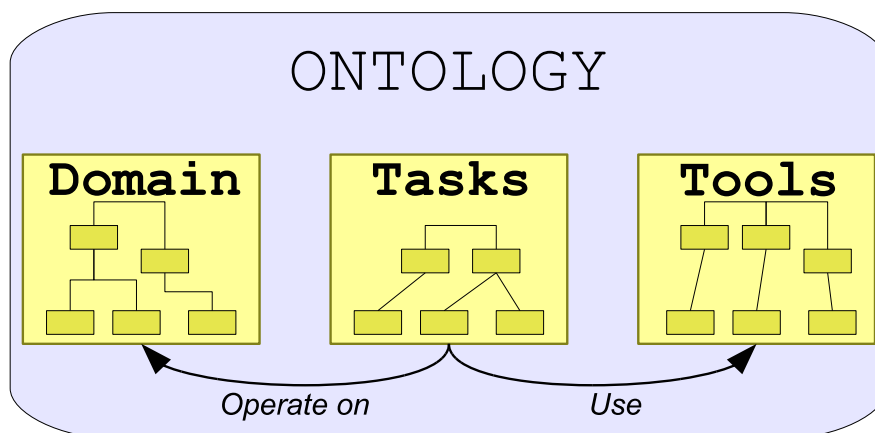 ONTOLOGY
Domain
Tasks
Tools
Operate on
Use